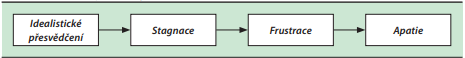 Idealistické
přesvědčení
Stagnace
Frustrace
Apatie